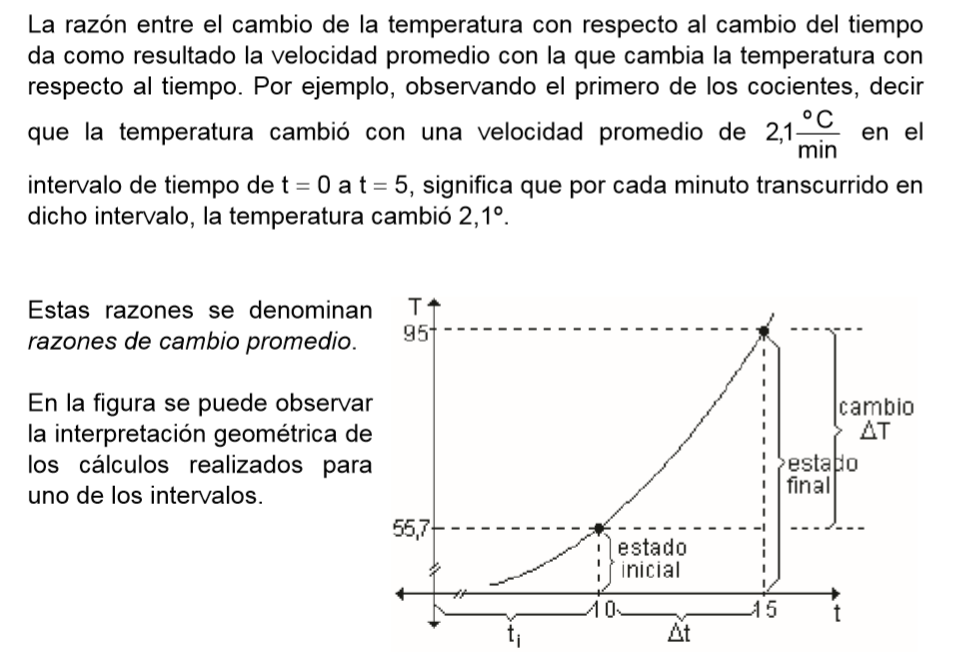 La razón entre el cambio de la temperatura con respecto al cambio del tiempo
da como resultado la velocidad promedio con la que cambia la temperatura con
respecto al tiempo. Por ejemplo, observando el primero de los cocientes, decir
que la temperatura cambió con una velocidad promedio de 2,1 °C/min en el
intervalo de tiempo de t = 0 a t = 5, significa que por cada minuto transcurrido en
dicho intervalo, la temperatura cambió 2,1º.
Estas razones se denominan
razones de cambio promedio.
En la figura se puede observar
la interpretación geométrica de
los cálculos realizados para
uno de los intervalos.
T
95
cambio
ΔT
estado
final
55,7
estado
inicial
10
15
t
ti
Δt